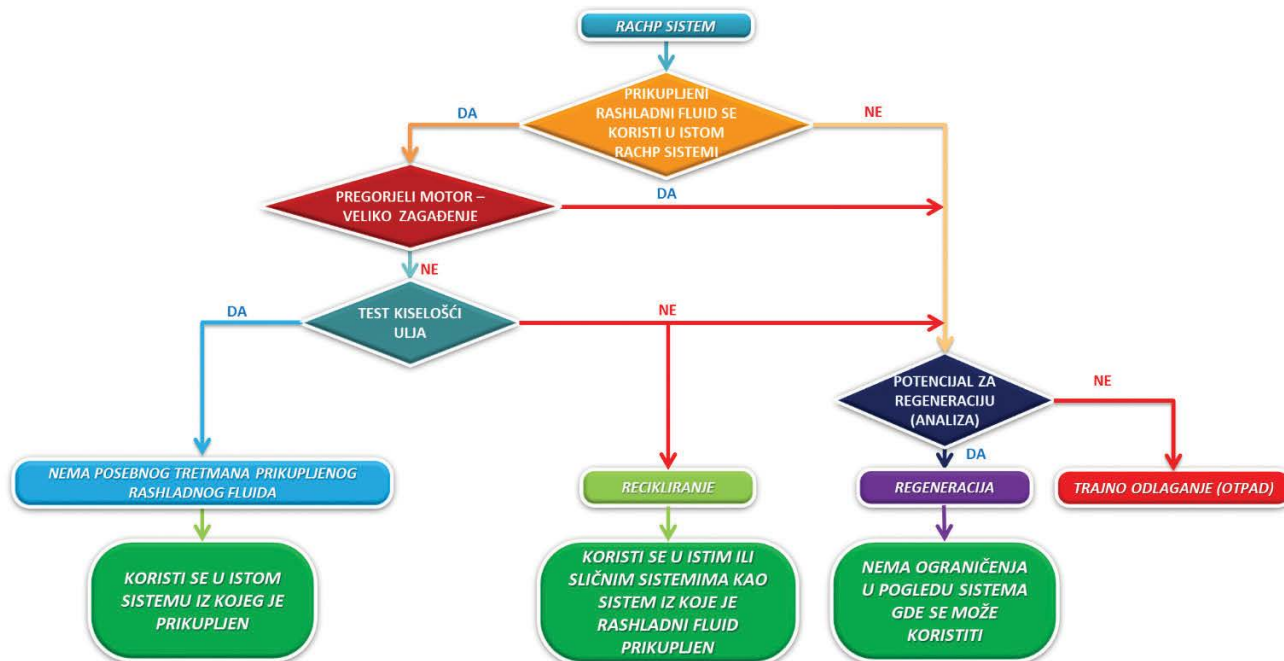 RACHP SISTEM
PRIKUPLJENI
RASHLADNI FLUID SE
KORISTI U ISTOM
RACHP SISTEMI
DA
NE
PREGORJELI MOTOR –
VELIKO ZAGAĐENJE
DA
NE
TEST KISELOŠĆI
ULJA
DA
NE
POTENCIJAL ZA
REGENERACIJU
(ANALIZA)
NE
DA
NEMA POSEBNOG TRETMANA PRIKUPLJENOG
RASHLADNOG FLUIDA
RECIKLIRANJE
REGENERACIJA
TRAJNO ODLAGANJE (OTPAD)
KORISTI SE U ISTOM
SISTEMU IZ KOJEG JE
PRIKUPLJEN
KORISTI SE U ISTIM ILI
SLIČNIM SISTEMIMA KAO
SISTEM IZ KOJE JE
RASHLADNI FLUID
PRIKUPLJEN
NEMA OGRANIČENJA
U POGLEDU SISTEMA
GDE SE MOŽE
KORISTITI